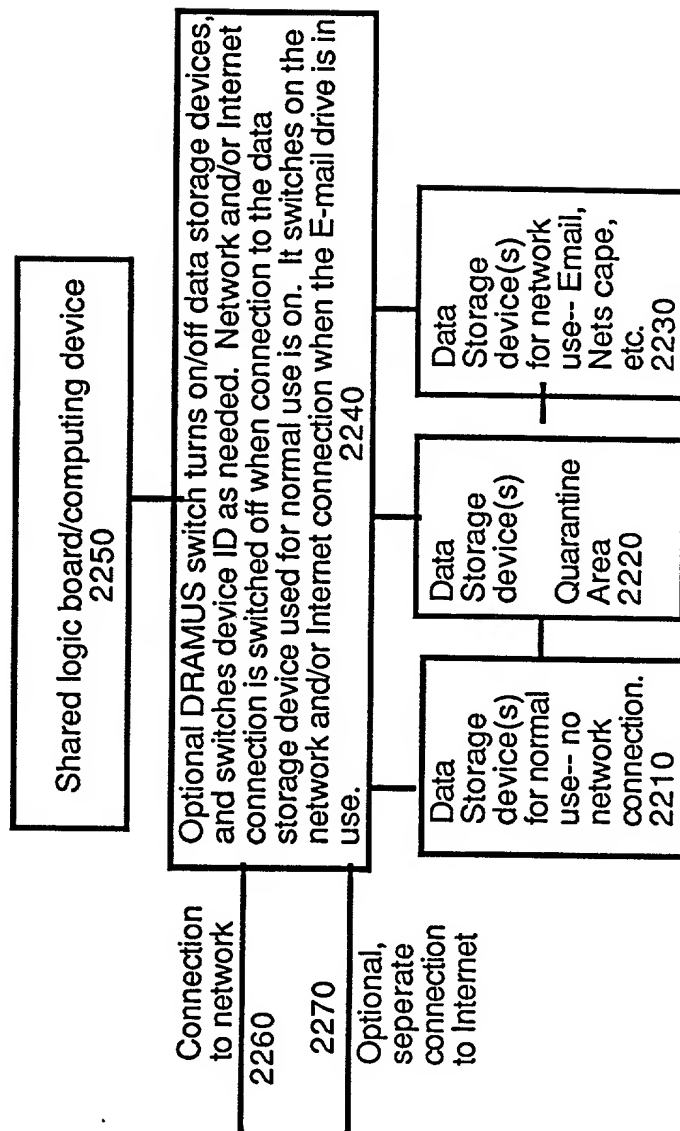 Shared logic board/computing device
2250
Connection
to network
2260
2270
Optional,
seperate
connection
to Internet
Optional DRAMUS switch turns on/off data storage devices,
and switches device ID as needed. Network and/or Internet
connection is switched off when connection to the data
storage device used for normal use is on. It switches on the
network and/or Internet connection when the E-mail drive is in
use.
2240
Data
Storage
device(s)
for normal
use-- no
network
connection.
2210
Data
Storage
device(s)
Quarantine
Area
2220
Data
Storage
device(s)
for network
use-- Email,
Nets cape,
etc.
2230